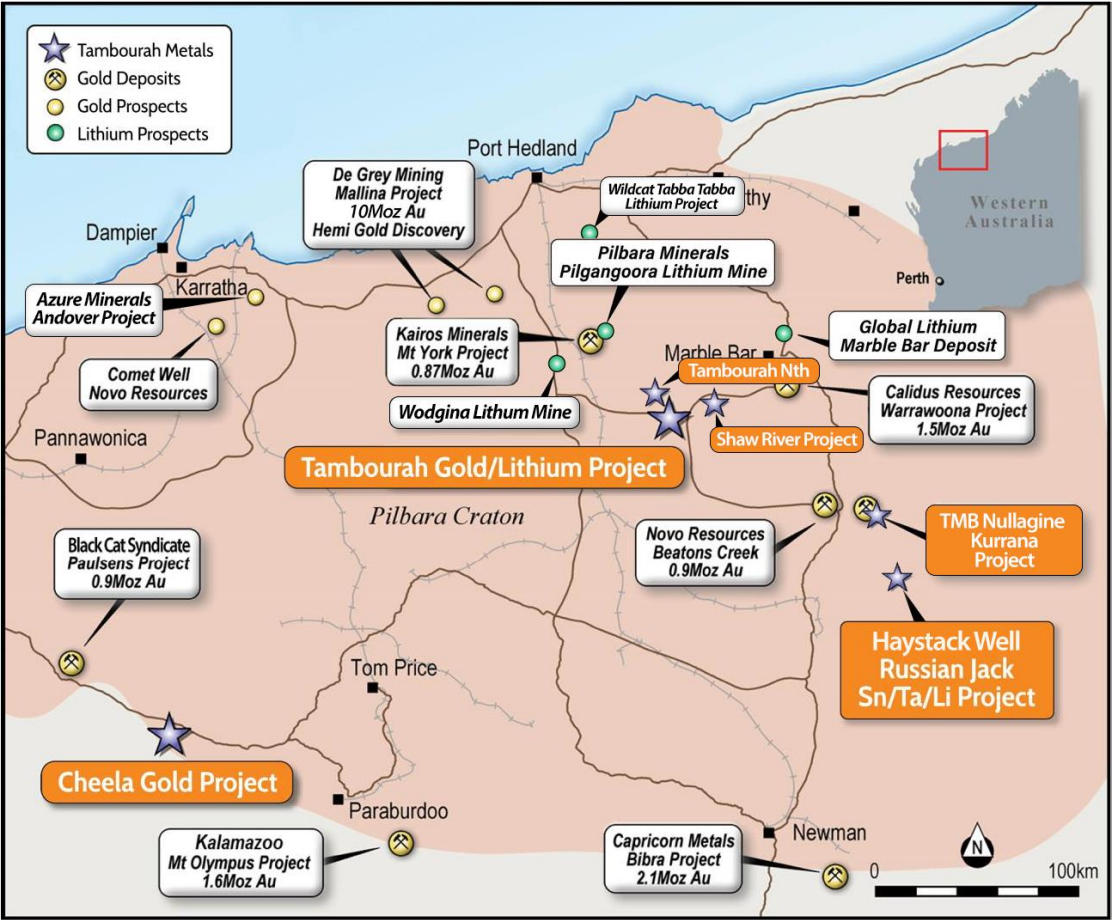 Tambourah Metals
Gold Deposits
Gold Prospects
Lithium Prospects
Port Hedland
De Grey Mining
Mallina Project
10Moz Au
Hemi Gold Discovery
Wildcat Tabba Tabba
Lithium Project
thy
Western
Australia
Perth
Dampier
Karratha
Pilbara Minerals
Pilgangoora Lithium Mine
Azure Minerals
Andover Project
Comet Well
Novo Resources
Kairos Minerals
Mt York Project
0.87Moz Au
Wodgina Lithum Mine
Marble Bar
Tambourah Nth
Global Lithium
Marble Bar Deposit
Calidus Resources
Warrawoona Project
1.5Moz Au
Shaw River Project
Pannawonica
Tambourah Gold/Lithium Project
Pilbara Craton
Novo Resources
Beatons Creek
0.9Moz Au
TMB Nullagine
Kurrana
Project
Black Cat Syndicate
Paulsens Project
0.9Moz Au
Haystack Well
Russian Jack
Sn/Ta/Li Project
Tom Price
Cheela Gold Project
Paraburdoo
Kalamazoo
Mt Olympus Project
1.6Moz Au
Capricorn Metals
Bibra Project
2.1Moz Au
Newman
N
0 100km